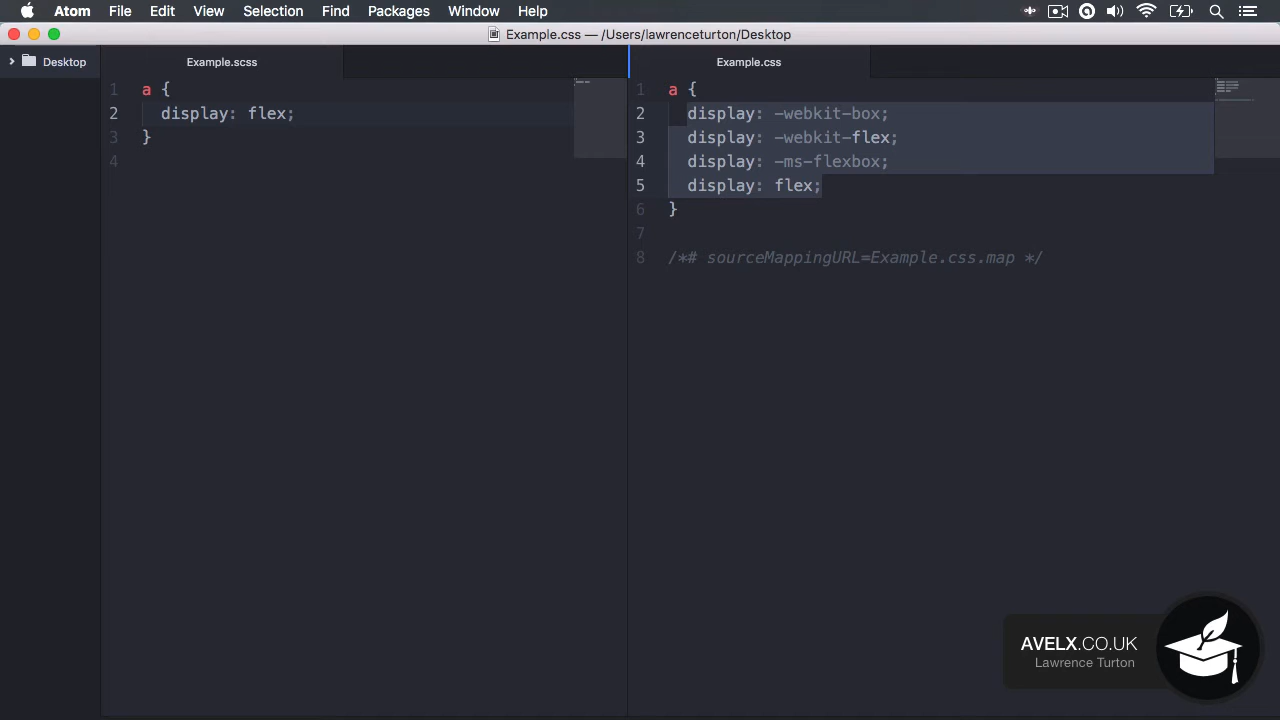 Atom File Edit View Selection Find Packages Window Help
Example.css — /Users/lawrenceturton/Desktop
Desktop
Example.scss
1 a {
2 display: flex;
3 }
4
Example.css
1 a {
2 display: -webkit-box;
3 display: -webkit-flex;
4 display: -ms-flexbox;
5 display: flex;
6 }
7
8 /*# sourceMappingURL=Example.css.map */
AVELX.CO.UK
Lawrence Turton